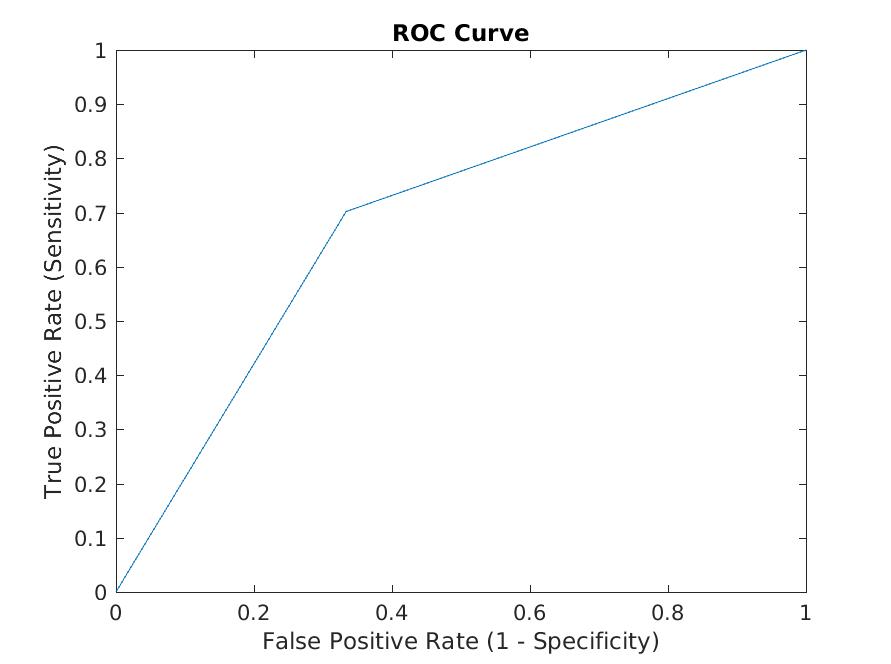 ROC Curve
1
0.9
0.8
0.7
0.6
0.5
0.4
0.3
0.2
0.1
0
True Positive Rate (Sensitivity)
0 0.2 0.4 0.6 0.8 1
False Positive Rate (1 - Specificity)